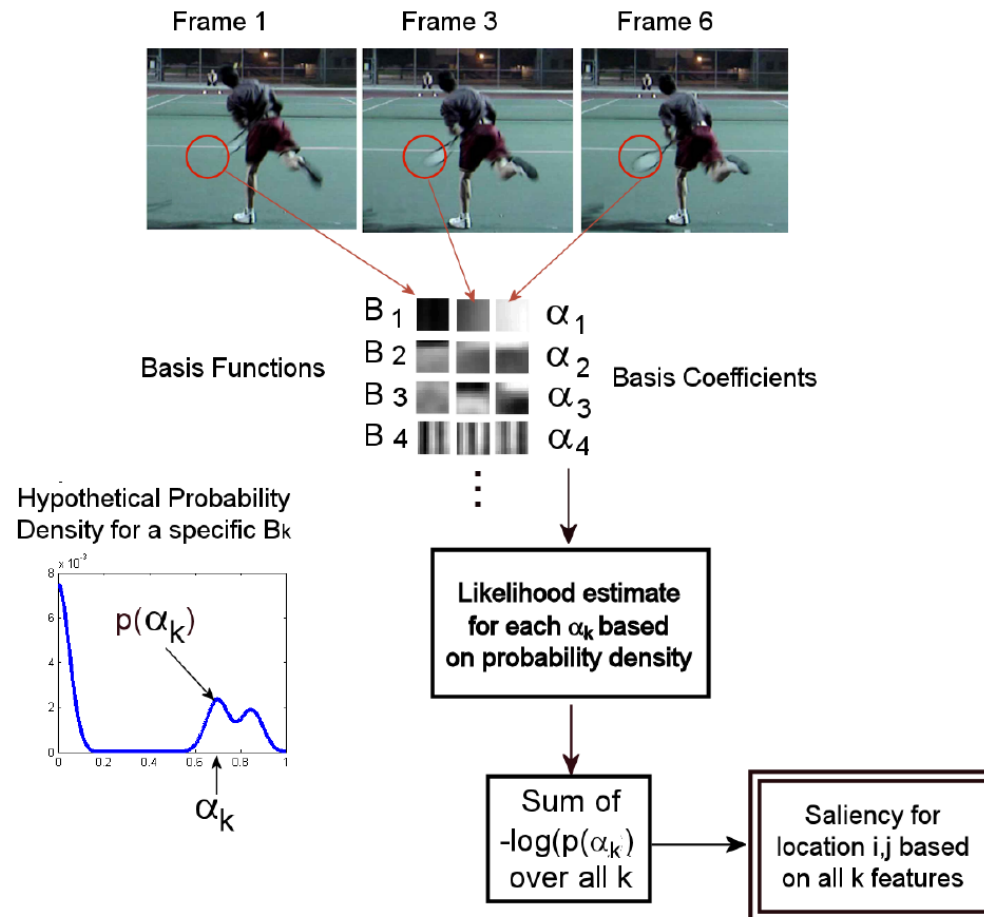 Frame 1 Frame 3 Frame 6
B 1 α 1
B 2 α 2
Basis Functions
B 3 α 3
Basis Coefficients
B 4 α 4
⋮
Hypothetical Probability
Density for a specific Bk
x 10⁻³
8
6
4
2
0
0 0.2 0.4 0.6 0.8 1
p(αk)
αk
Likelihood estimate
for each αk based
on probability density
Sum of
-log(p(αk)
over all k
Saliency for
location i,j based
on all k features